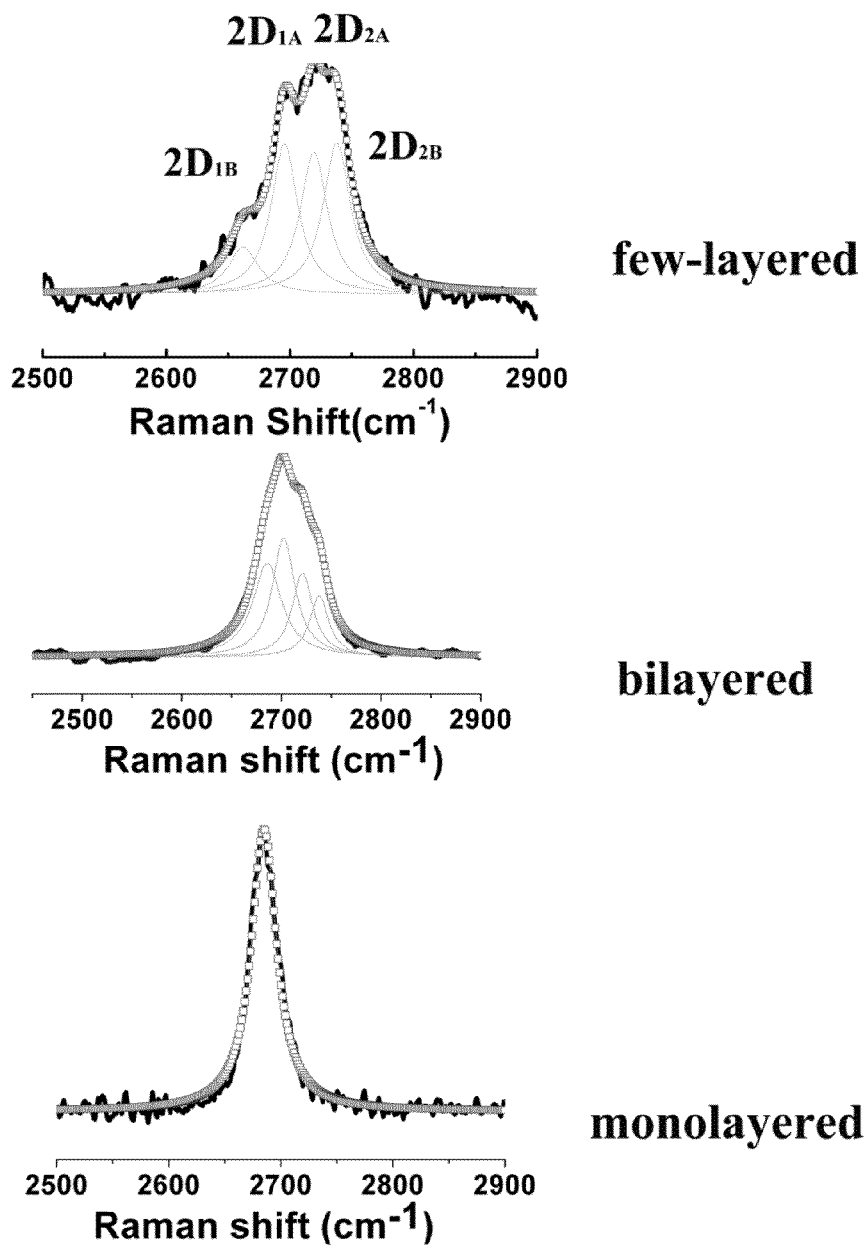 2D1A 2D2A
2D1B
2D2B
few-layered
2500 2600 2700 2800 2900
Raman Shift(cm-1)
bilayered
2500 2600 2700 2800 2900
Raman shift (cm-1)
monolayered
2500 2600 2700 2800 2900
Raman shift (cm-1)